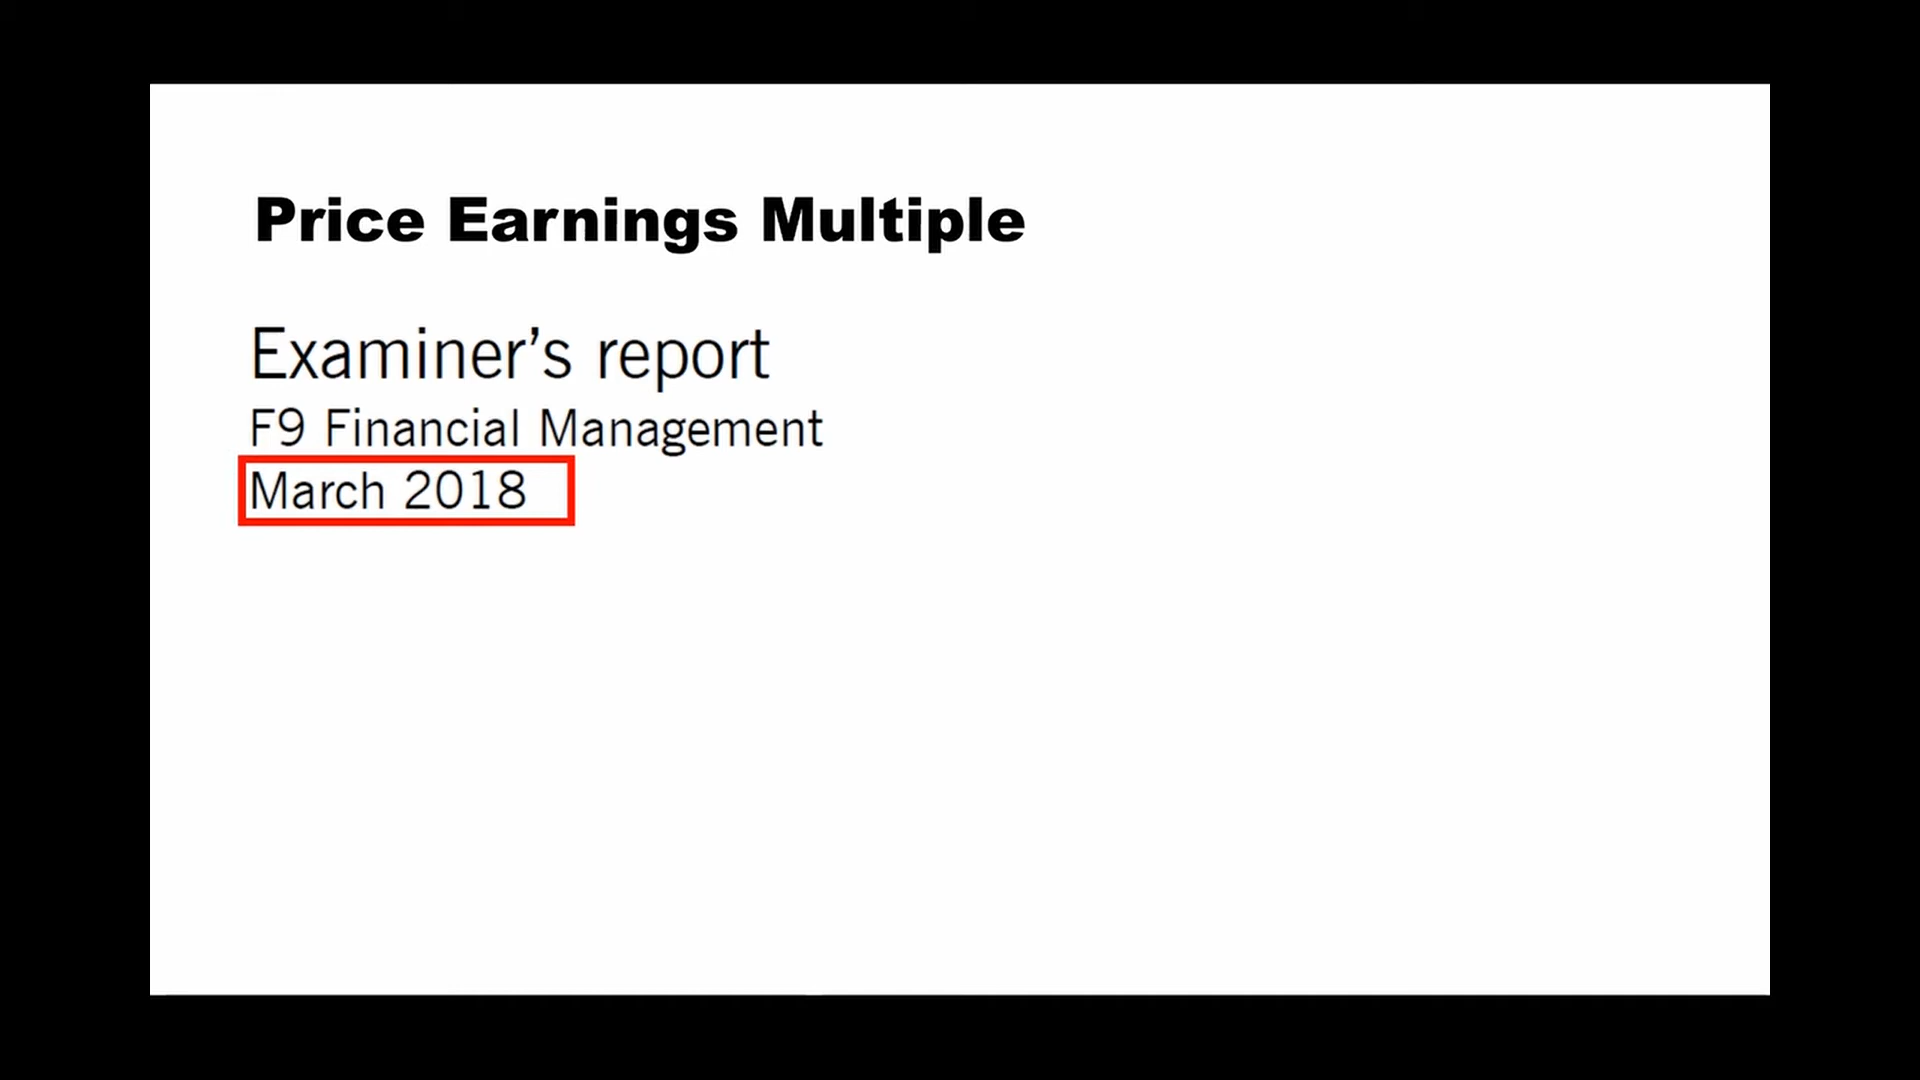 Price Earnings Multiple
Examiner’s report
F9 Financial Management
March 2018